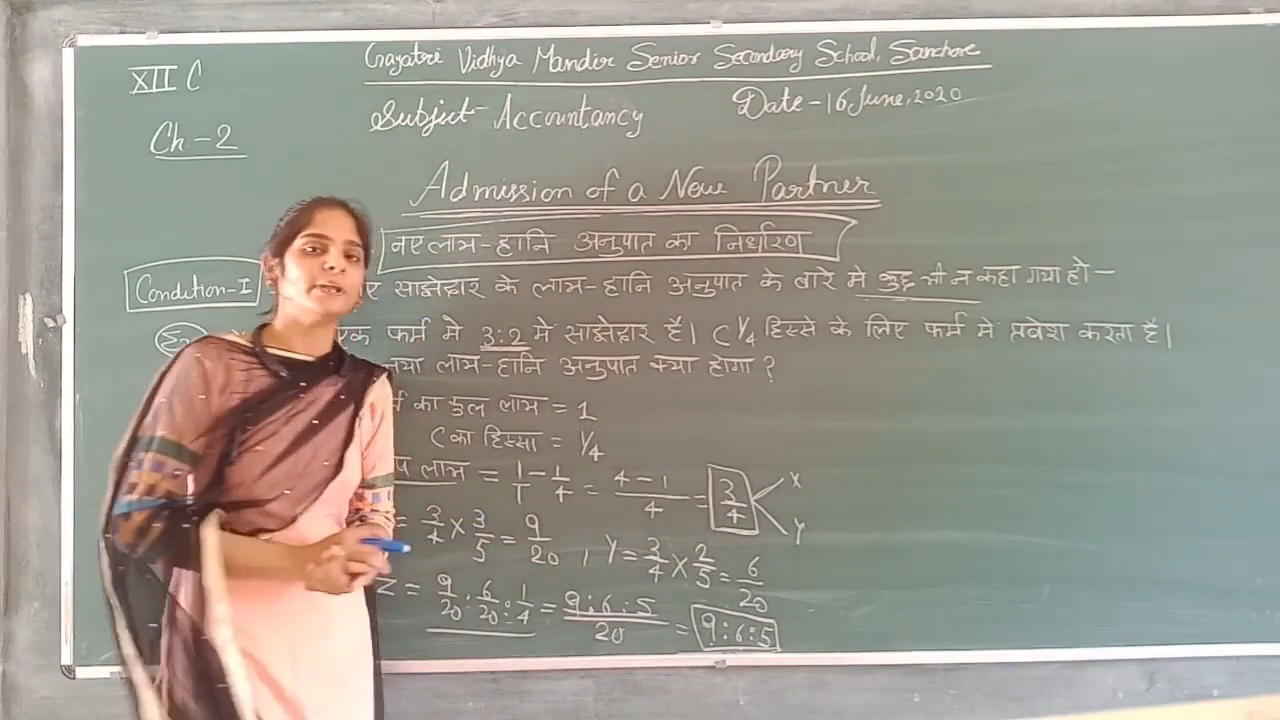 Gayatri Vidhya Mandir Senior Secondary School, Sanchore
XII C
Subject- Accountancy
Date-16 June, 2020
Ch.-2
Admission of a New Partner
नए लाभ-हानि अनुपात का निर्धारण
Condition-I ए साझेदार के लाभ-हानि अनुपात के बारे मे कुछ भी न कहा गया हो-
एक फर्म मे 3:2 मे साझेदार है। C 1/4 हिस्से के लिए फर्म मे प्रवेश करता है।
नया लाभ-हानि अनुपात क्या होगा ?
का कुल लाभ = 1
C का हिस्सा = 1/4
लाभ = 1/1 - 1/4 = 4-1/4 = 3/4 X Y
= 3/4 × 3/5 = 9/20 , Y = 3/4 × 2/5 = 6/20
Z = 9/20 : 6/20 : 1/4 = 9:6:5/20 = 9:6:5